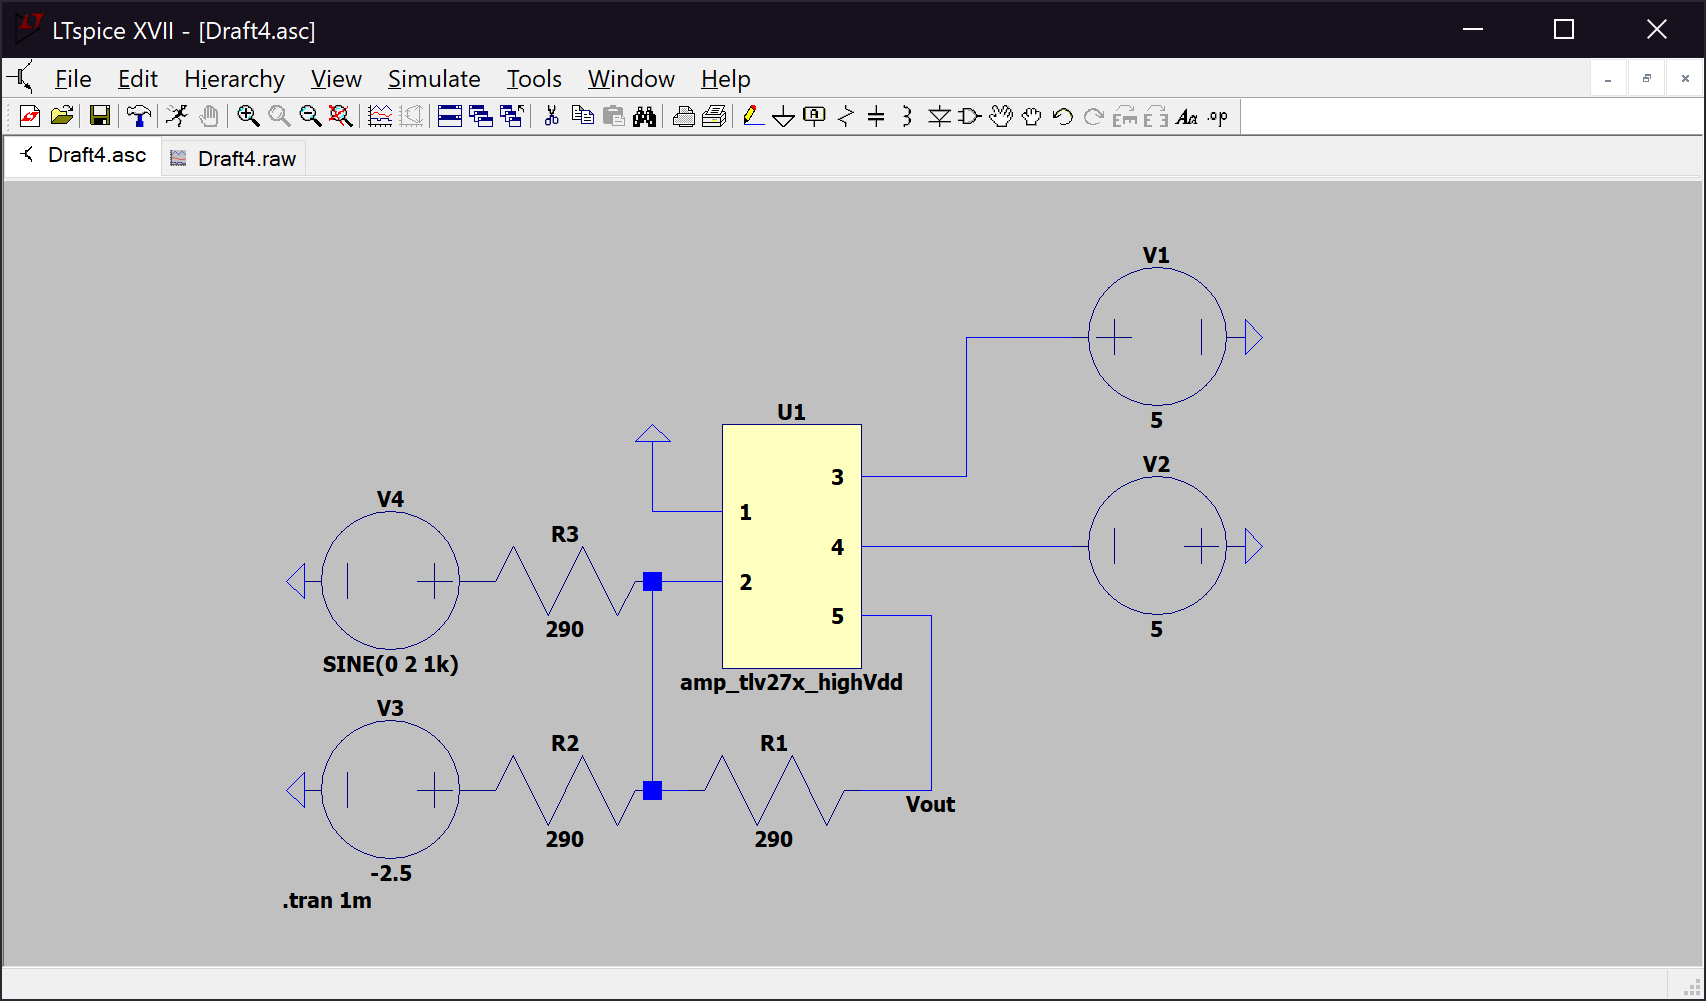 LTspice XVII - [Draft4.asc]
File Edit Hierarchy View Simulate Tools Window Help
Draft4.asc Draft4.raw
V1
5
U1
3
1
4
2
5
amp_tlv27x_highVdd
V2
5
V4
SINE(0 2 1k)
R3
290
V3
-2.5
R2
290
R1
290
Vout
.tran 1m